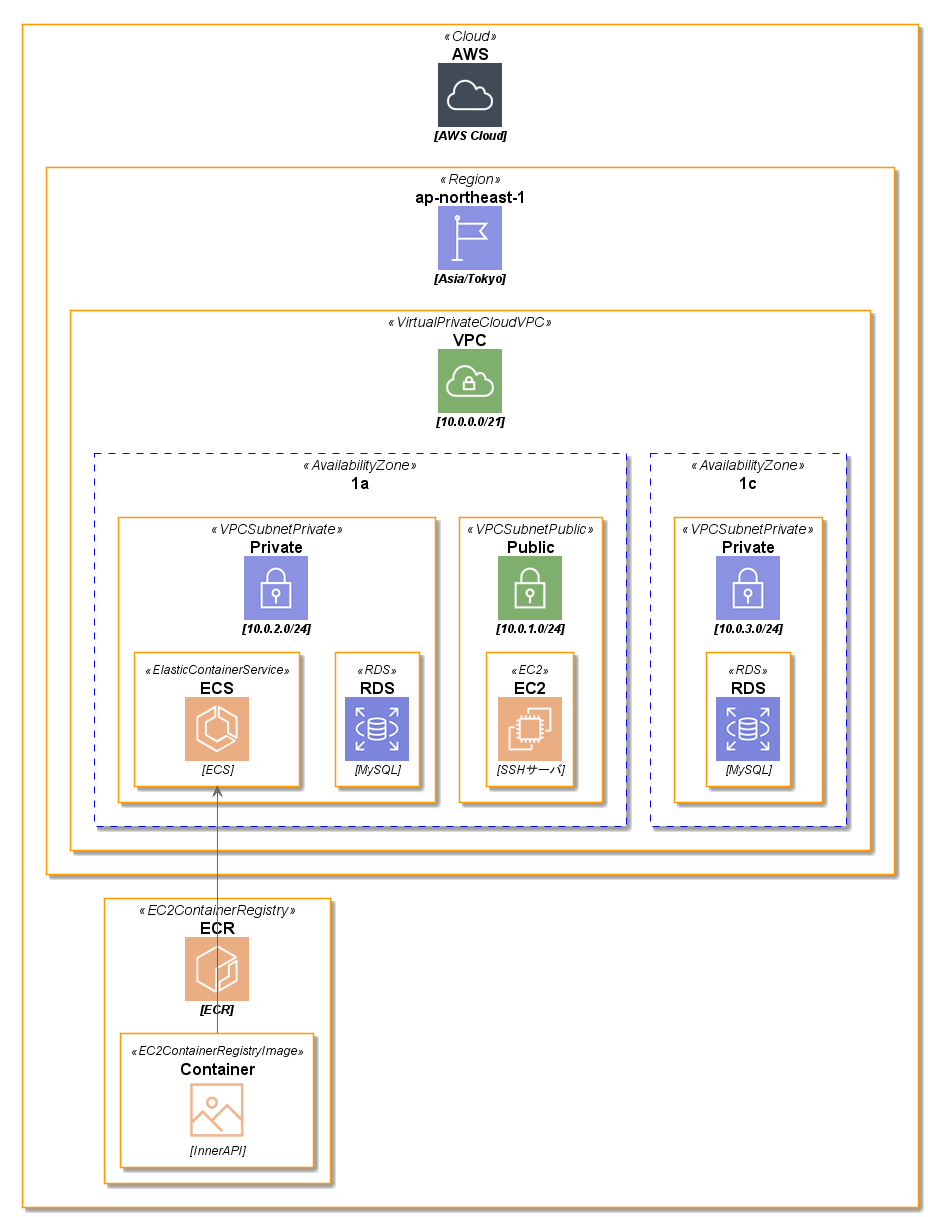 «Cloud»
AWS
[AWS Cloud]
«Region»
ap-northeast-1
[Asia/Tokyo]
«VirtualPrivateCloudVPC»
VPC
[10.0.0.0/21]
«AvailabilityZone»
1a
«VPCSubnetPrivate»
Private
[10.0.2.0/24]
«ElasticContainerService»
ECS
[ECS]
«RDS»
RDS
[MySQL]
«VPCSubnetPublic»
Public
[10.0.1.0/24]
«EC2»
EC2
[SSHサーバ]
«AvailabilityZone»
1c
«VPCSubnetPrivate»
Private
[10.0.3.0/24]
«RDS»
RDS
[MySQL]
«EC2ContainerRegistry»
ECR
[ECR]
«EC2ContainerRegistryImage»
Container
[InnerAPI]